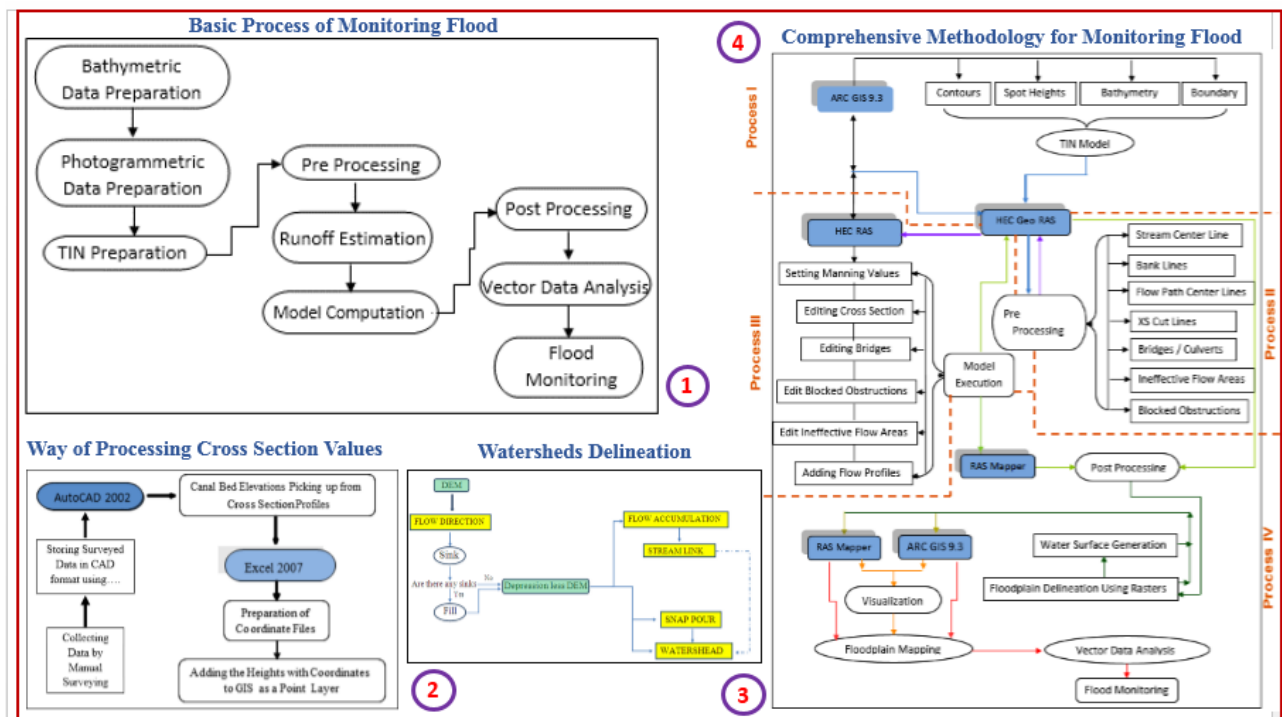 Basic Process of Monitoring Flood
Bathymetric
Data Preparation
Photogrammetric
Data Preparation
TIN Preparation
Pre Processing
Runoff Estimation
Model Computation
Post Processing
Vector Data Analysis
Flood
Monitoring
1
Way of Processing Cross Section Values
AutoCAD 2002
Storing Surveyed
Data in CAD
format using....
Collecting
Data by
Manual
Surveying
Canal Bed Elevations Picking up from
Cross Section Profiles
Excel 2007
Preparation of
Coordinate Files
Adding the Heights with Coordinates
to GIS as a Point Layer
2
Watersheds Delineation
DEM
FLOW DIRECTION
Sink
Are there any sinks
No
Yes
Fill
Depression less DEM
FLOW ACCUMULATION
STREAM LINK
SNAP POUR
WATERSHED
3
4
Comprehensive Methodology for Monitoring Flood
Process I
ARC GIS 9.3
Contours
Spot Heights
Bathymetry
Boundary
TIN Model
HEC RAS
HEC Geo RAS
Process II
Stream Center Line
Bank Lines
Flow Path Center Lines
XS Cut Lines
Bridges / Culverts
Ineffective Flow Areas
Blocked Obstructions
Pre
Processing
Process III
Setting Manning Values
Editing Cross Section
Editing Bridges
Edit Blocked Obstructions
Edit Ineffective Flow Areas
Adding Flow Profiles
Model
Execution
RAS Mapper
Post Processing
Process IV
RAS Mapper
ARC GIS 9.3
Water Surface Generation
Floodplain Delineation Using Rasters
Visualization
Floodplain Mapping
Vector Data Analysis
Flood Monitoring